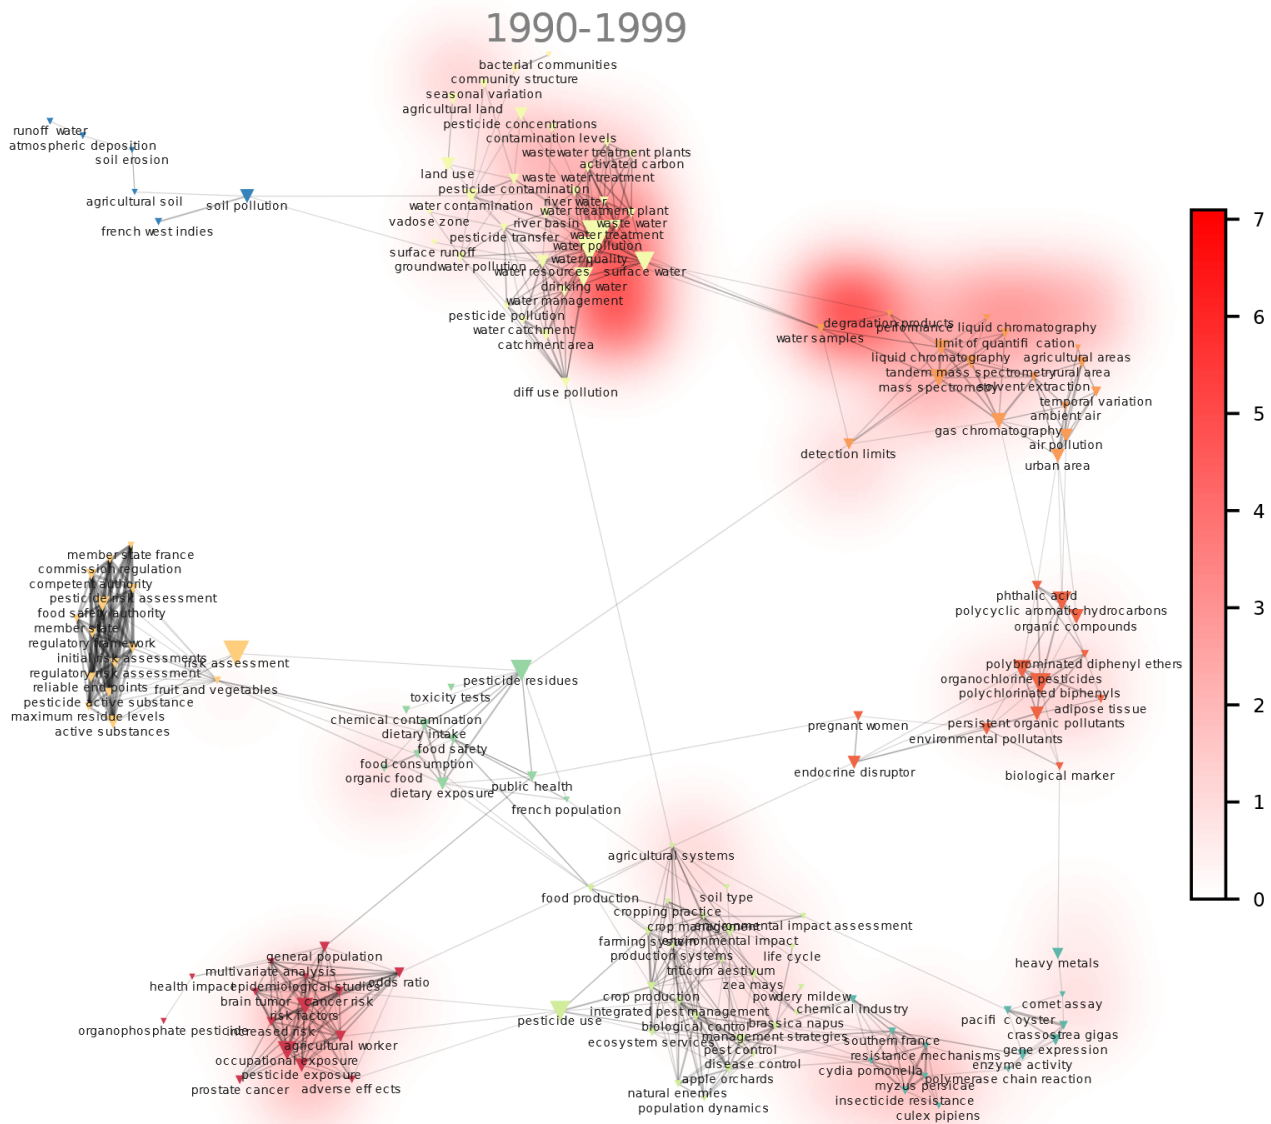 1990-1999
bacterial communities
community structure
seasonal variation
agricultural land
pesticide concentrations
contamination levels
wastewater treatment plants
activated carbon
land use
waste water treatment
pesticide contamination
river water
water contamination
water treatment plant
vadose zone
river basin
waste water
pesticide transfer
water treatment
water pollution
surface runoff
water quality
groundwater pollution
water resources
surface water
drinking water
water management
pesticide pollution
water catchment
catchment area
diff use pollution
runoff water
atmospheric deposition
soil erosion
agricultural soil
soil pollution
french west indies
degradation products
performance liquid chromatography
water samples
limit of quantifi cation
liquid chromatography
agricultural areas
tandem mass spectrometry
rural area
mass spectrometry
solvent extraction
temporal variation
ambient air
gas chromatography
air pollution
detection limits
urban area
7
6
5
4
3
2
1
0
member state france
commission regulation
competent authority
pesticide risk assessment
food safety authority
member state
regulatory framework
initial risk assessments
risk assessment
regulatory risk assessment
reliable end points
fruit and vegetables
pesticide active substance
maximum residue levels
active substances
pesticide residues
toxicity tests
chemical contamination
dietary intake
food safety
food consumption
organic food
public health
dietary exposure
french population
phthalic acid
polycyclic aromatic hydrocarbons
organic compounds
polybrominated diphenyl ethers
organochlorine pesticides
polychlorinated biphenyls
adipose tissue
pregnant women
persistent organic pollutants
environmental pollutants
endocrine disruptor
biological marker
agricultural systems
food production
soil type
cropping practice
crop management
environmental impact assessment
farming system
environmental impact
production systems
life cycle
triticum aestivum
zea mays
crop production
powdery mildew
integrated pest management
chemical industry
pesticide use
biological control
brassica napus
ecosystem services
management strategies
southern france
pest control
resistance mechanisms
disease control
cydia pomonella
apple orchards
myzus persicae
polymerase chain reaction
natural enemies
insecticide resistance
population dynamics
culex pipiens
heavy metals
comet assay
pacifi c oyster
crassostrea gigas
gene expression
enzyme activity
general population
multivariate analysis
health impact
epidemiological studies
odds ratio
brain tumor
cancer risk
risk factors
organophosphate pesticide
increased risk
agricultural worker
occupational exposure
pesticide exposure
prostate cancer
adverse eff ects